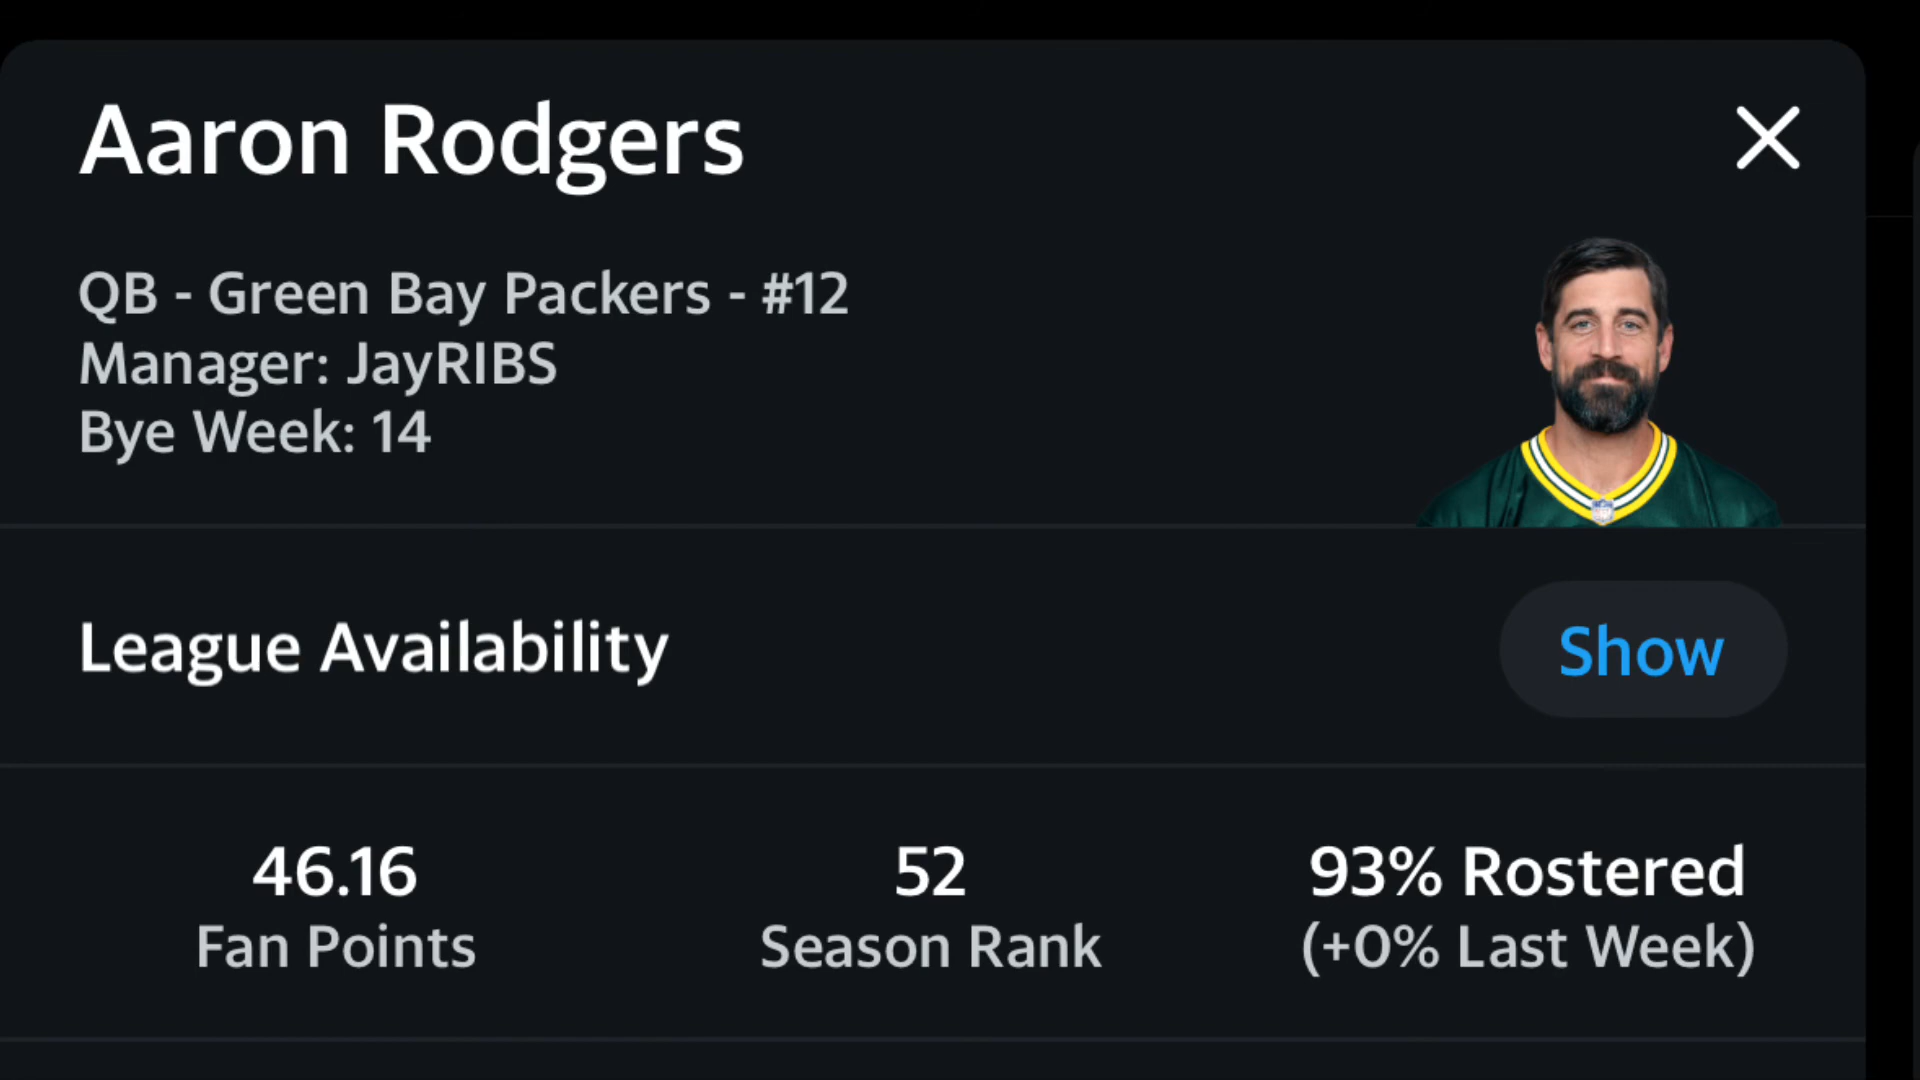 Aaron Rodgers
QB - Green Bay Packers - #12
Manager: JayRIBS
Bye Week: 14
League Availability
Show
46.16
Fan Points
52
Season Rank
93% Rostered
(+0% Last Week)